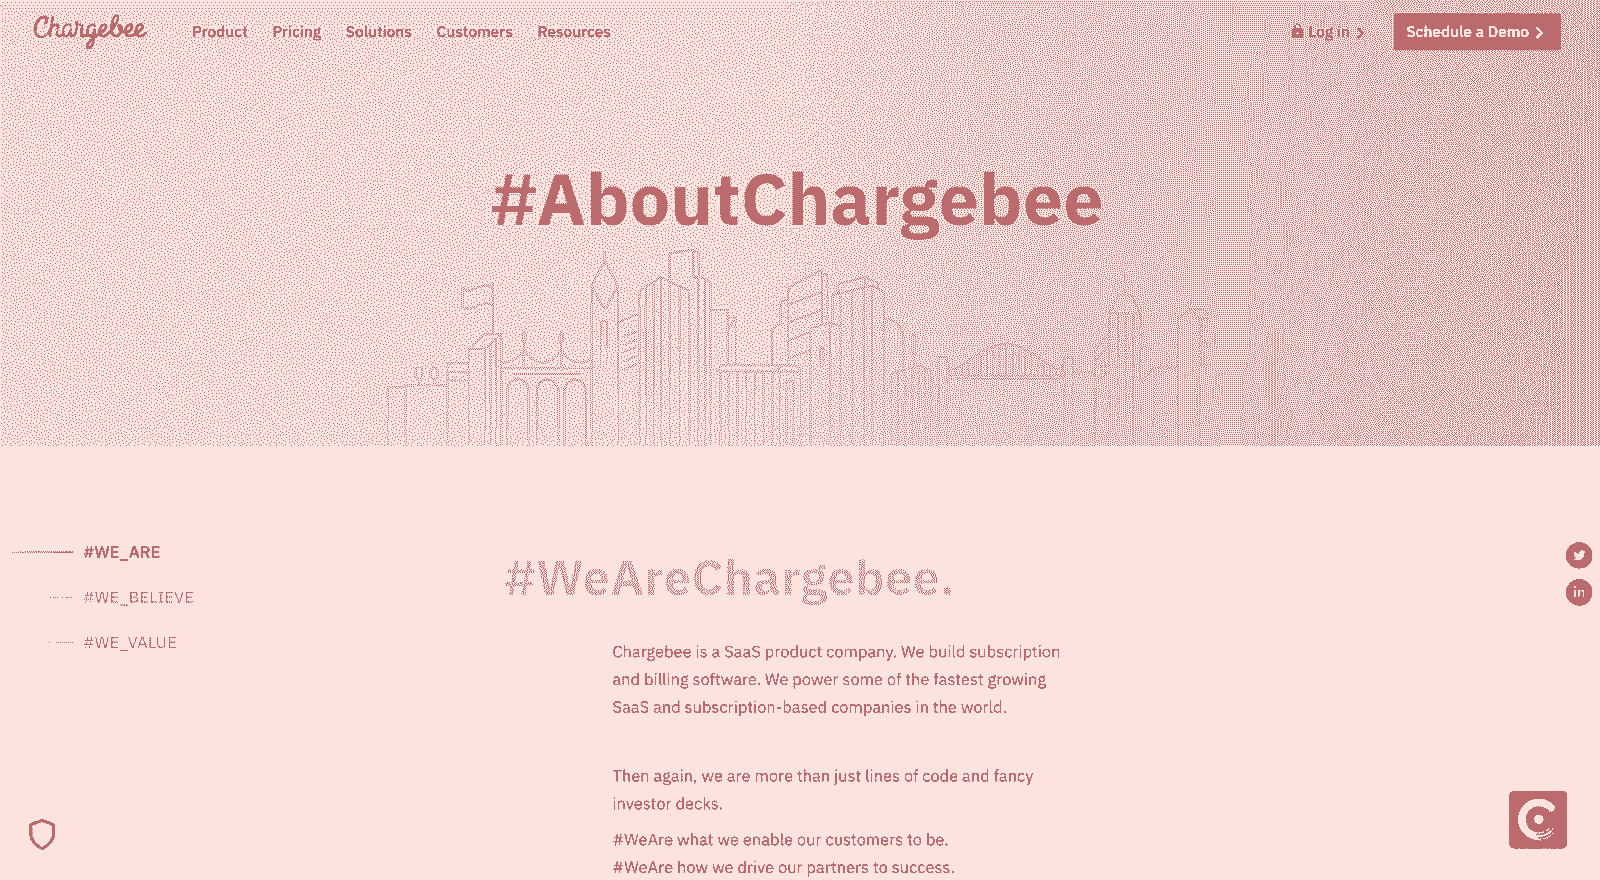 Chargebee
Product Pricing Solutions Customers Resources
Log in
Schedule a Demo
#AboutChargebee
#WE_ARE
#WE_BELIEVE
#WE_VALUE
#WeAreChargebee.
Chargebee is a SaaS product company. We build subscription
and billing software. We power some of the fastest growing
SaaS and subscription-based companies in the world.
Then again, we are more than just lines of code and fancy
investor decks.
#WeAre what we enable our customers to be.
#WeAre how we drive our partners to success.
in